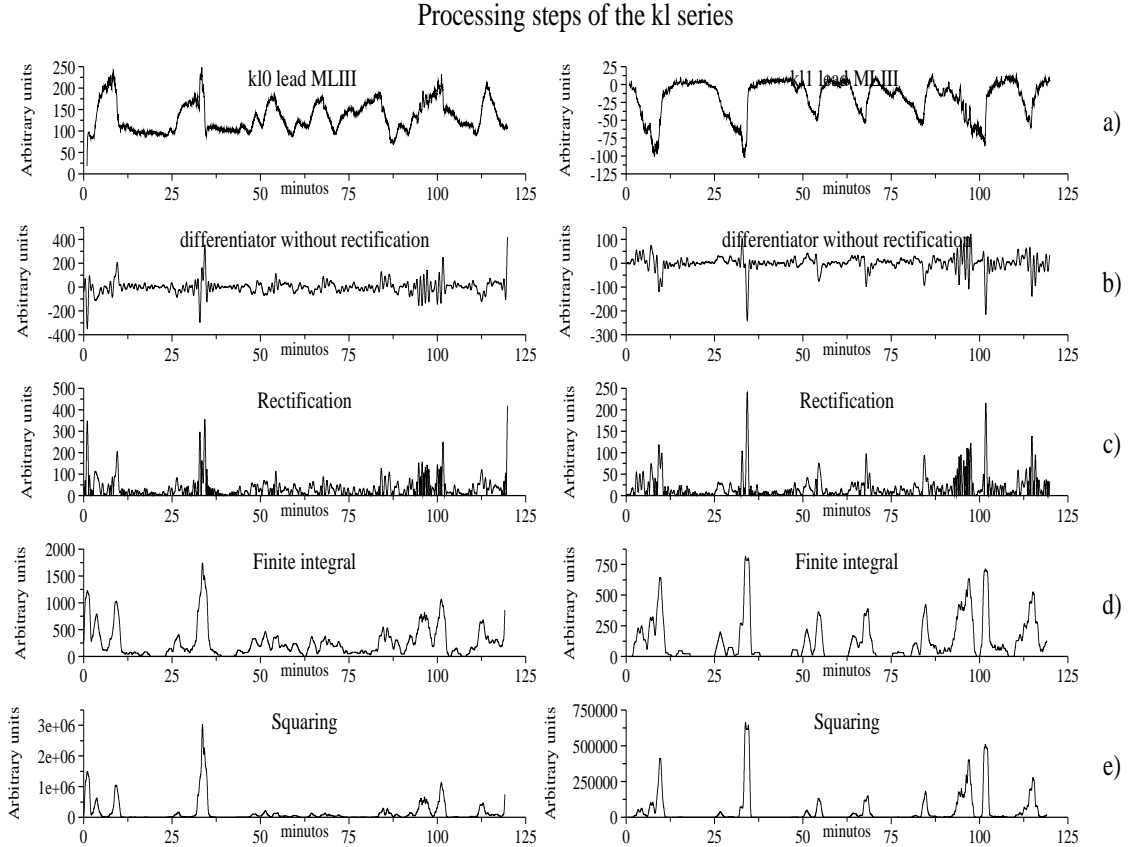 Processing steps of the kl series
kl0 lead MLIII
Arbitrary units
250
200
150
100
50
0
0 25 50 75 100 125
minutos
kl1 lead MLIII
Arbitrary units
25
0
-25
-50
-75
-100
-125
0 25 50 75 100 125
minutos
a)
differentiator without rectification
Arbitrary units
400
200
0
-200
-400
0 25 50 75 100 125
minutos
differentiator without rectification
Arbitrary units
100
0
-100
-200
-300
0 25 50 75 100 125
minutos
b)
Rectification
Arbitrary units
500
400
300
200
100
0
0 25 50 75 100 125
Rectification
Arbitrary units
250
200
150
100
50
0
0 25 50 75 100 125
c)
Finite integral
Arbitrary units
2000
1500
1000
500
0
0 25 50 75 100 125
Finite integral
Arbitrary units
750
500
250
0
0 25 50 75 100 125
d)
Squaring
Arbitrary units
3e+06
2e+06
1e+06
0
0 25 50 75 100 125
minutos
Squaring
Arbitrary units
750000
500000
250000
0
0 25 50 75 100 125
minutos
e)